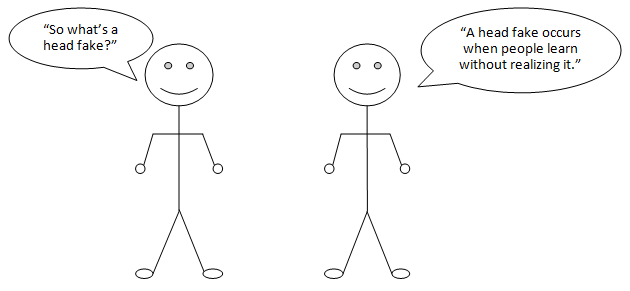 “So what’s a
head fake?”
“A head fake occurs
when people learn
without realizing it.”